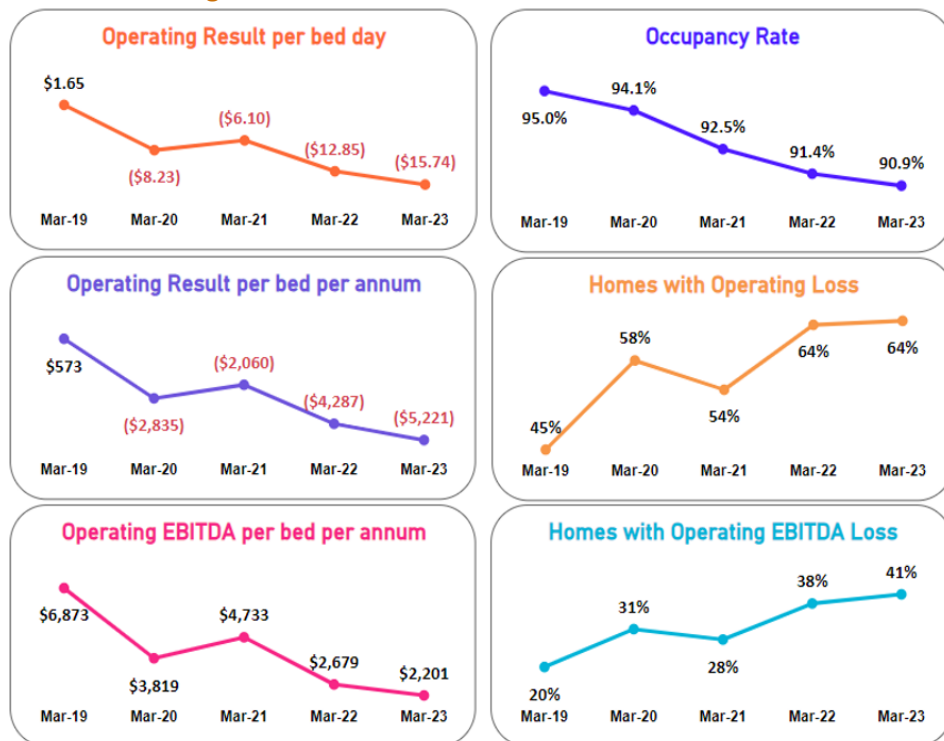 Operating Result per bed day
$1.65
($8.23)
($6.10)
($12.85)
($15.74)
Mar-19 Mar-20 Mar-21 Mar-22 Mar-23
Occupancy Rate
95.0%
94.1%
92.5%
91.4%
90.9%
Mar-19 Mar-20 Mar-21 Mar-22 Mar-23
Operating Result per bed per annum
$573
($2,835)
($2,060)
($4,287)
($5,221)
Mar-19 Mar-20 Mar-21 Mar-22 Mar-23
Homes with Operating Loss
45%
58%
54%
64%
64%
Mar-19 Mar-20 Mar-21 Mar-22 Mar-23
Operating EBITDA per bed per annum
$6,873
$3,819
$4,733
$2,679
$2,201
Mar-19 Mar-20 Mar-21 Mar-22 Mar-23
Homes with Operating EBITDA Loss
20%
31%
28%
38%
41%
Mar-19 Mar-20 Mar-21 Mar-22 Mar-23